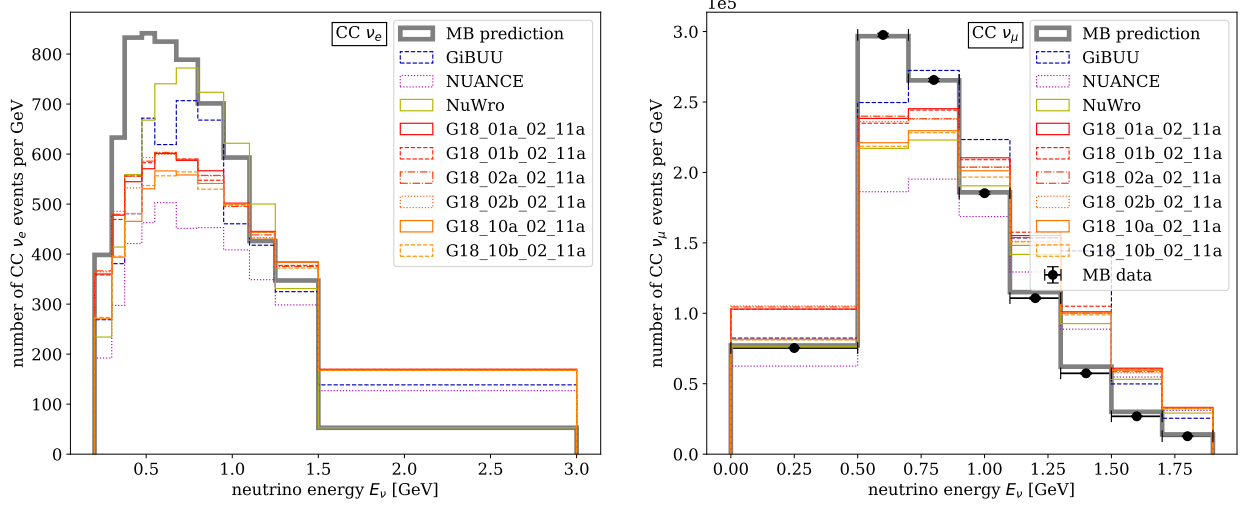 CC νₑ
MB prediction
GiBUU
NUANCE
NuWro
G18_01a_02_11a
G18_01b_02_11a
G18_02a_02_11a
G18_02b_02_11a
G18_10a_02_11a
G18_10b_02_11a
number of CC νₑ events per GeV
800
700
600
500
400
300
200
100
0
0.5
1.0
1.5
2.0
2.5
3.0
neutrino energy Eᵥ [GeV]
1e5
CC ν_μ
MB prediction
GiBUU
NUANCE
NuWro
G18_01a_02_11a
G18_01b_02_11a
G18_02a_02_11a
G18_02b_02_11a
G18_10a_02_11a
G18_10b_02_11a
MB data
number of CC ν_μ events per GeV
3.0
2.5
2.0
1.5
1.0
0.5
0.0
0.00
0.25
0.50
0.75
1.00
1.25
1.50
1.75
neutrino energy Eᵥ [GeV]